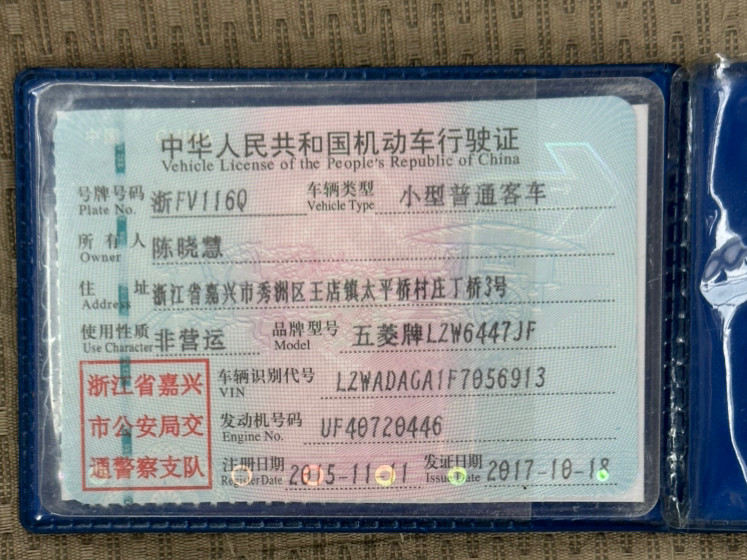 中华人民共和国机动车行驶证
Vehicle License of the People's Republic of China
号牌号码 浙FV116Q 车辆类型 小型普通客车
Plate No. Vehicle Type
所有人 陈晓慧
Owner
住址 浙江省嘉兴市秀洲区王店镇太平桥村庄丁桥3号
Address
使用性质 非营运 品牌型号 五菱牌LZW6447JF
Use Character Model
浙江省嘉兴
市公安局交
通警察支队
车辆识别代号 LZWADAGA1F7056913
VIN
发动机号码 UF40720446
Engine No.
注册日期 2015-11-11 发证日期 2017-10-18
Register Date Issue Date